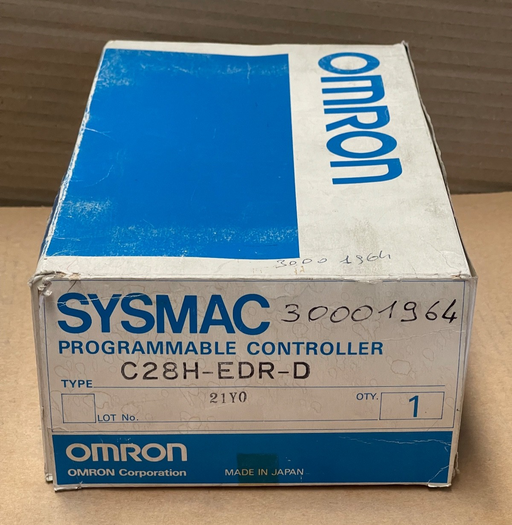 OMRON
3000 1964
SYSMAC 30001964
PROGRAMMABLE CONTROLLER
TYPE C28H-EDR-D
LOT No. 21Y0 QTY. 1
OMRON
OMRON Corporation MADE IN JAPAN